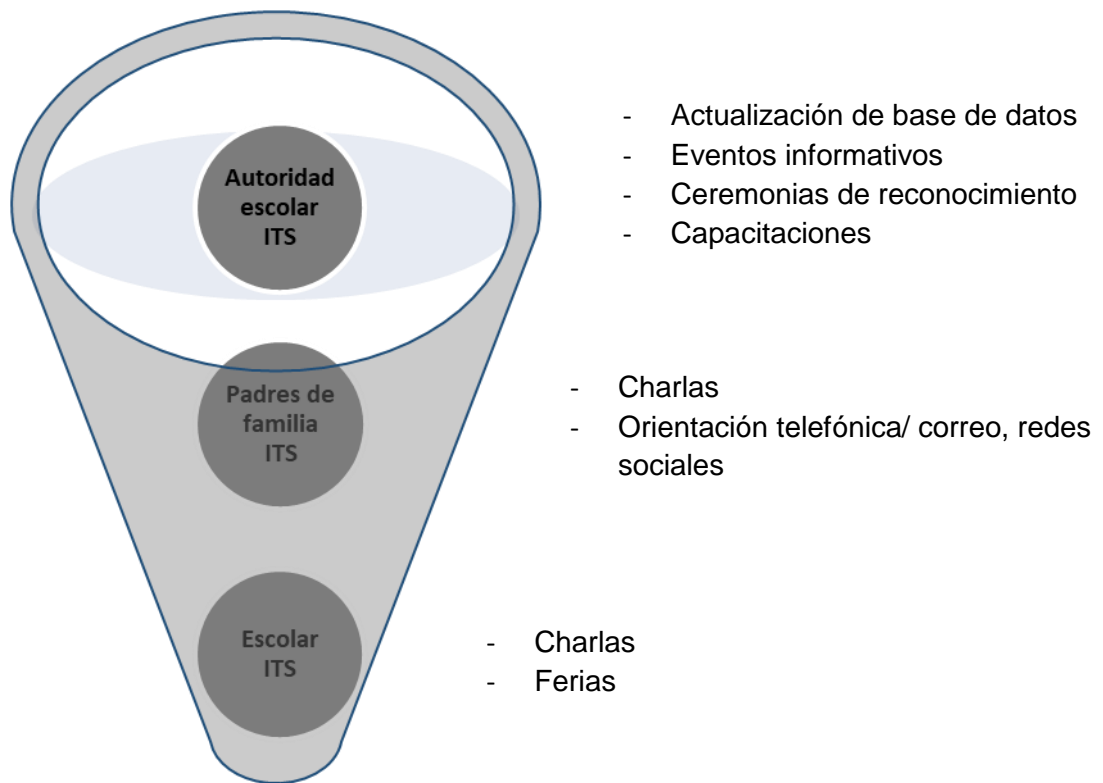 Autoridad
escolar
ITS
- Actualización de base de datos
- Eventos informativos
- Ceremonias de reconocimiento
- Capacitaciones
Padres de
familia
ITS
- Charlas
- Orientación telefónica/ correo, redes
sociales
Escolar
ITS
- Charlas
- Ferias